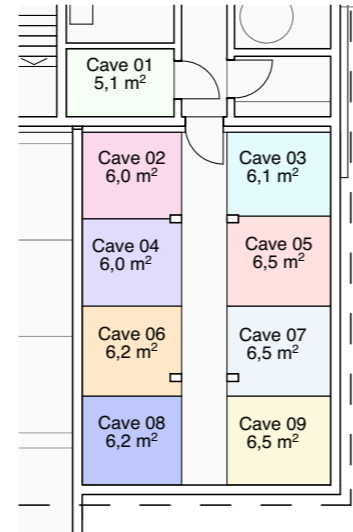 Cave 01
5,1 m²
Cave 02
6,0 m²
Cave 03
6,1 m²
Cave 04
6,0 m²
Cave 05
6,5 m²
Cave 06
6,2 m²
Cave 07
6,5 m²
Cave 08
6,2 m²
Cave 09
6,5 m²